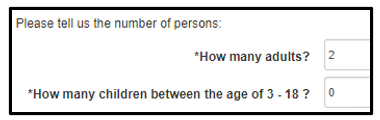 Please tell us the number of persons:
*How many adults? 2
*How many children between the age of 3 - 18 ? 0